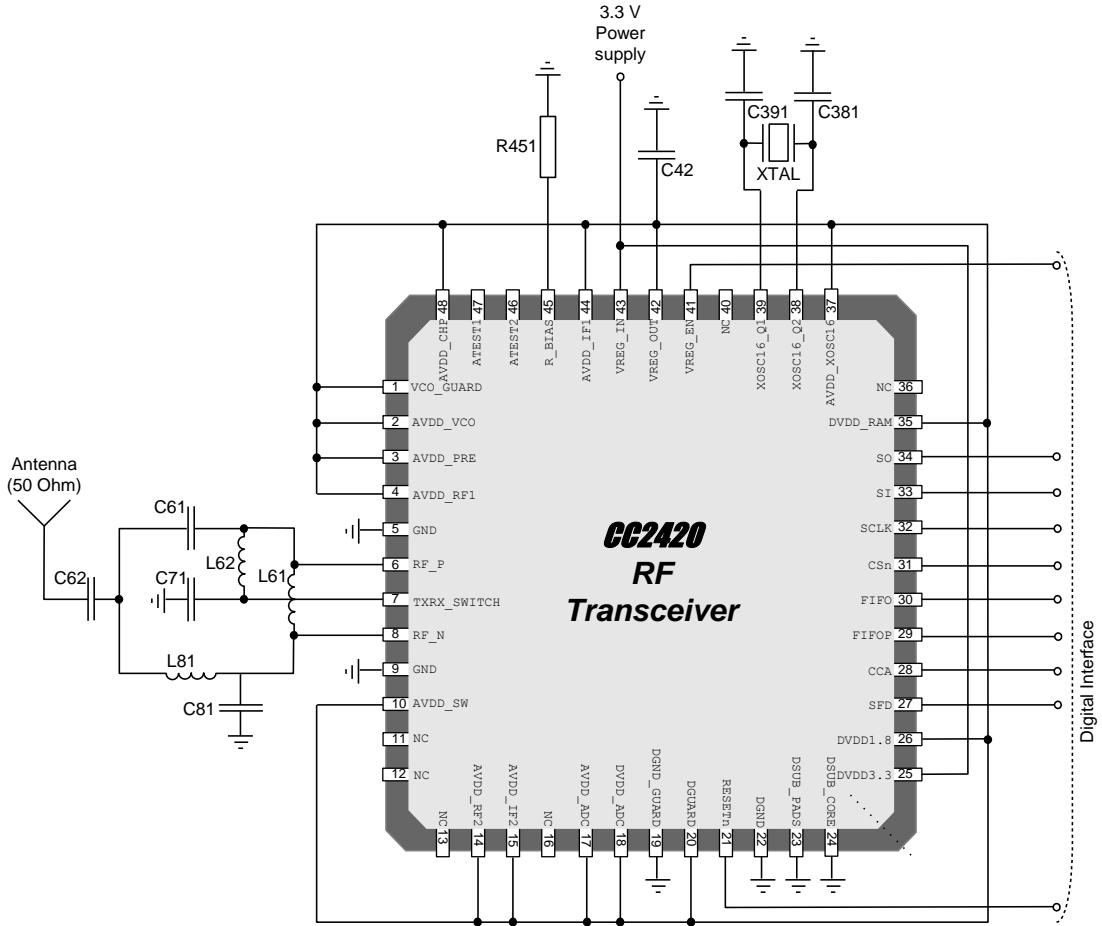 3.3 V
Power
supply
R451
C42
C391
C381
XTAL
48
AVDD_CHP
47
ATEST1
46
ATEST2
45
R_BIAS
44
AVDD_IF1
43
VREG_IN
42
VREG_OUT
41
VREG_EN
40
NC
39
XOSC16_Q1
38
XOSC16_Q2
37
AVDD_XOSC16
1 VCO_GUARD
2 AVDD_VCO
3 AVDD_PRE
4 AVDD_RF1
5 GND
6 RF_P
7 TXRX_SWITCH
8 RF_N
9 GND
10 AVDD_SW
11 NC
12 NC
Antenna
(50 Ohm)
C61
L62
L61
C62
C71
L81
C81
CC2420
RF
Transceiver
NC 36
DVDD_RAM 35
SO 34
SI 33
SCLK 32
CSn 31
FIFO 30
FIFOP 29
CCA 28
SFD 27
DVDD1.8 26
DVDD3.3 25
Digital Interface
NC
13
AVDD_RF2
14
AVDD_IF2
15
NC
16
AVDD_ADC
17
DVDD_ADC
18
DGND_GUARD
19
DGUARD
20
RESETn
21
DGND
22
DSUB_PADS
23
DSUB_CORE
24